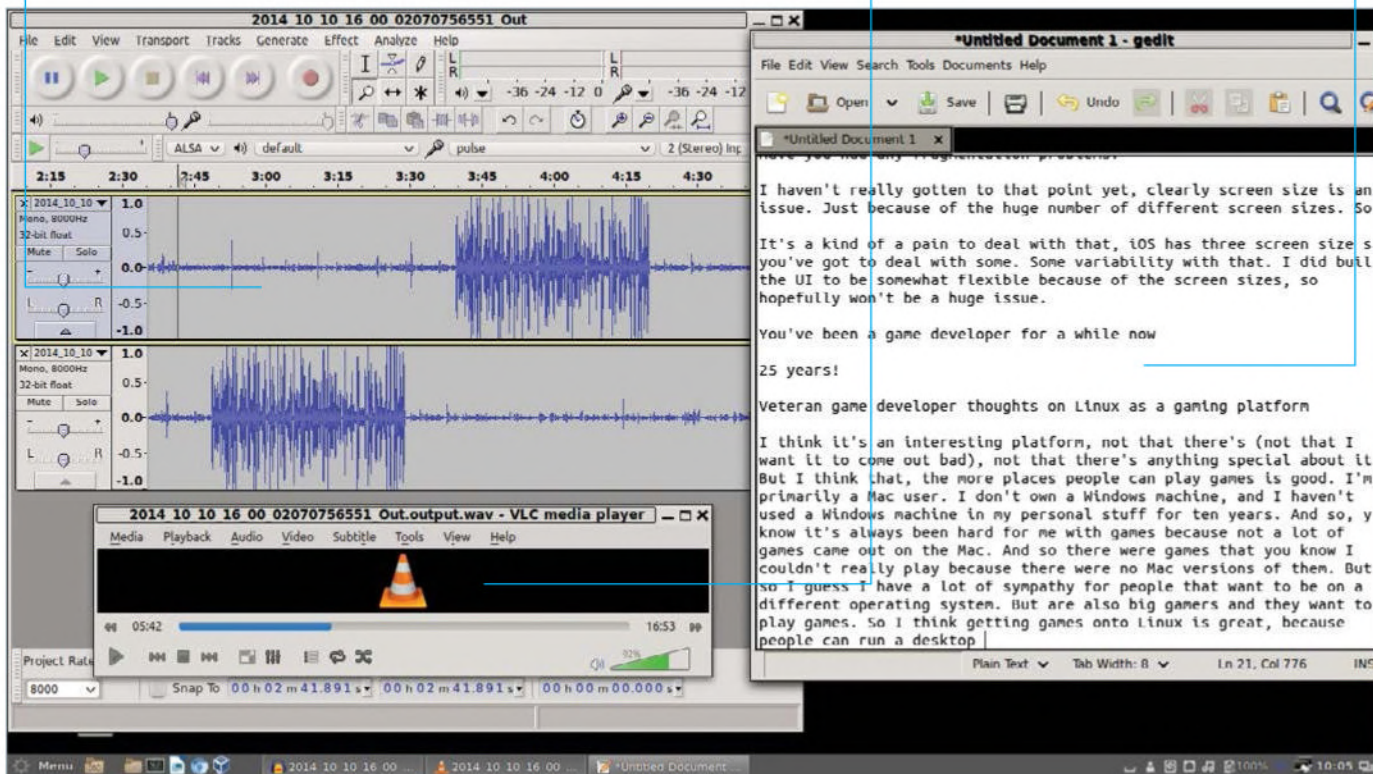 2014 10 10 16 00 02070756551 Out
File Edit View Transport Tracks Generate Effect Analyze Help
L
R
L
R
-36 -24 -12 0
-36 -24 -12
ALSA default pulse 2 (Stereo) Inp
2:15 2:30 2:45 3:00 3:15 3:30 3:45 4:00 4:15 4:30
x 2014_10_10
Mono, 8000Hz
32-bit float
Mute Solo
- +
L R
1.0
0.5-
0.0-
-0.5-
-1.0
x 2014_10_10
Mono, 8000Hz
32-bit float
Mute Solo
- +
L R
1.0
0.5-
0.0-
-0.5-
-1.0
2014 10 10 16 00 02070756551 Out.output.wav - VLC media player
Media Playback Audio Video Subtitle Tools View Help
05:42 16:53
92%
Project Rate
8000 Snap To 00 h 02 m 41.891 s 00 h 02 m 41.891 s 00 h 00 m 00.000 s
*Untitled Document 1 - gedit
File Edit View Search Tools Documents Help
Open Save Undo
*Untitled Document 1 x
I haven't really gotten to that point yet, clearly screen size is an
issue. Just because of the huge number of different screen sizes. So
It's a kind of a pain to deal with that, iOS has three screen size s
you've got to deal with some. Some variability with that. I did buil
the UI to be somewhat flexible because of the screen sizes, so
hopefully won't be a huge issue.
You've been a game developer for a while now
25 years!
Veteran game developer thoughts on Linux as a gaming platform
I think it's an interesting platform, not that there's (not that I
want it to come out bad), not that there's anything special about it
But I think that, the more places people can play games is good. I'm
primarily a Mac user. I don't own a Windows machine, and I haven't
used a Windows machine in my personal stuff for ten years. And so, y
know it's always been hard for me with games because not a lot of
games came out on the Mac. And so there were games that you know I
couldn't really play because there were no Mac versions of them. But
so I guess I have a lot of sympathy for people that want to be on a
different operating system. But are also big gamers and they want to
play games. So I think getting games onto Linux is great, because
people can run a desktop
Plain Text Tab Width: 8 Ln 21, Col 776 INS
Menu 2014 10 10 16 00 ... 2014 10 10 16 00 ... *Untitled Document ... 100% 10:05